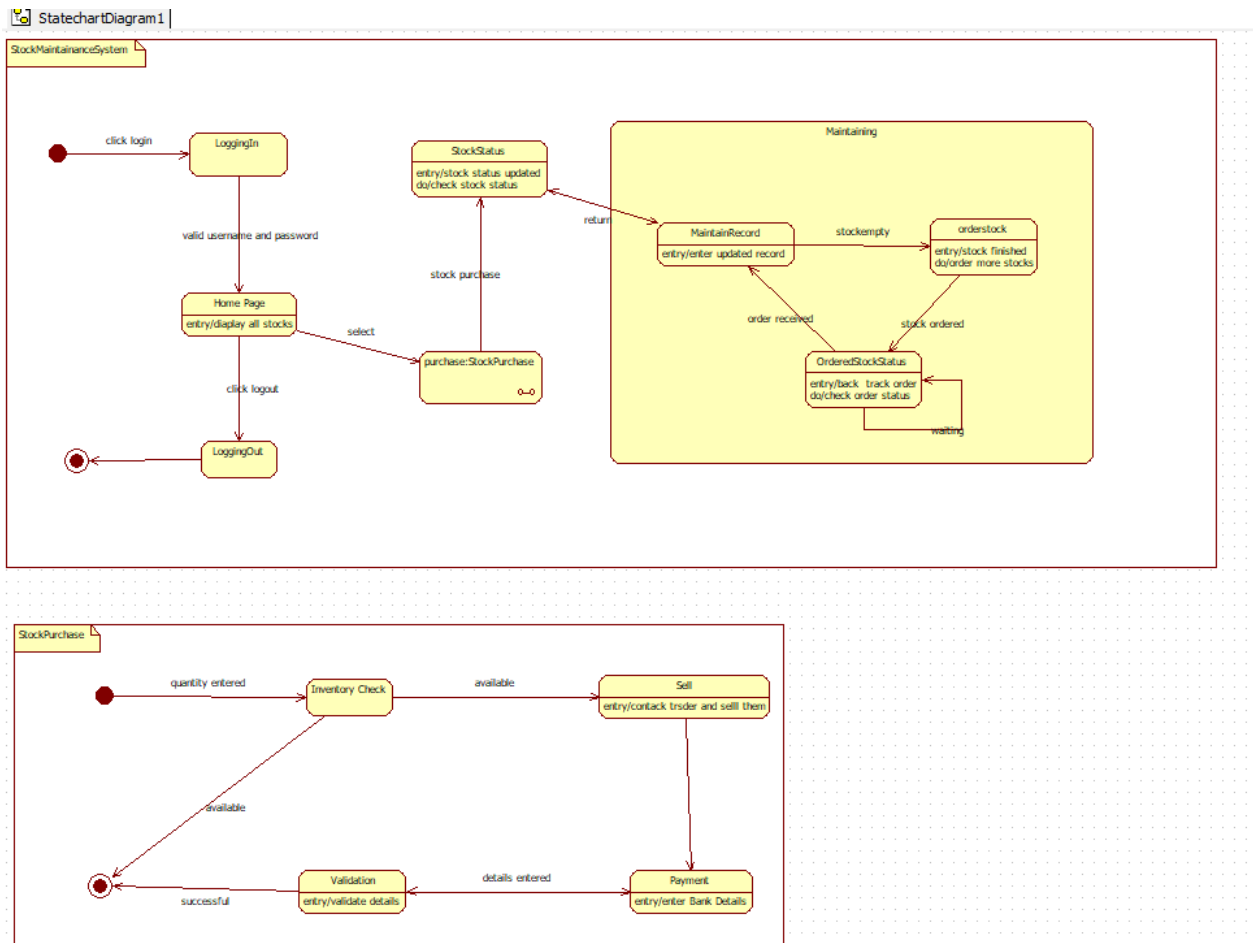 StatechartDiagram1
StockMaintainanceSystem
click login
LoggingIn
valid username and password
Home Page
entry/diaplay all stocks
select
click logout
LoggingOut
StockStatus
entry/stock status updated
do/check stock status
stock purchase
purchase:StockPurchase
return
Maintaining
MaintainRecord
entry/enter updated record
stockempty
orderstock
entry/stock finished
do/order more stocks
order received
stock ordered
OrderedStockStatus
entry/back track order
do/check order status
waiting
StockPurchase
quantity entered
Inventory Check
available
Sell
entry/contack trsder and selll them
available
Validation
entry/validate details
details entered
Payment
entry/enter Bank Details
successful